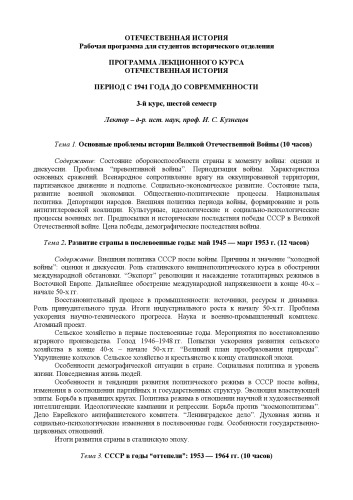 ОТЕЧЕСТВЕННАЯ ИСТОРИЯ
Рабочая программа для студентов исторического отделения
ПРОГРАММА ЛЕКЦИОННОГО КУРСА
ОТЕЧЕСТВЕННАЯ ИСТОРИЯ
ПЕРИОД С 1941 ГОДА ДО СОВРЕММЕННОСТИ
3-й курс, шестой семестр
Лектор – д-р. ист. наук, проф. И. С. Кузнецов
Тема 1. Основные проблемы истории Великой Отечественной Войны (10 часов)
Содержание: Состояние обороноспособности страны к моменту войны: оценки и
дискуссии. Проблема “превентивной войны”. Периодизация войны. Характеристика
основных сражений. Всенародное сопротивление врагу на оккупированной территории,
партизанское движение и подполье. Социально-экономическое развитие. Состояние тыла,
развитие военной экономики. Общественно-политические процессы. Национальная
политика. Депортации народов. Внешняя политика периода войны, формирование и роль
антигитлеровской коалиции. Культурные, идеологические и социально-психологические
процессы военных лет. Предпосылки и исторические последствия победы СССР в Великой
Отечественной войне. Цена победы, демографические последствия войны.
Тема 2. Развитие страны в послевоенные годы: май 1945 — март 1953 г. (12 часов)
Содержание. Внешняя политика СССР после войны. Причины и значение “холодной
войны”: оценки и дискуссии. Роль сталинского внешнеполитического курса в обострении
международной обстановки. “Экспорт” революции и насаждение тоталитарных режимов в
Восточной Европе. Дальнейшее обострение международной напряженности в конце 40-х –
начале 50-х гг.
Восстановительный процесс в промышленности: источники, ресурсы и динамика.
Роль принудительного труда. Итоги индустриального роста к началу 50-х гг. Проблема
ускорения научно-технического прогресса. Наука и военно-промышленный комплекс.
Атомный проект.
Сельское хозяйство в первые послевоенные годы. Мероприятия по восстановлению
аграрного производства. Голод 1946–1948 гг. Попытки ускорения развития сельского
хозяйства в конце 40-х – начале 50-х гг. “Великий план преобразования природы”.
Укрупнение колхозов. Сельское хозяйство и крестьянство к концу сталинской эпохи.
Особенности демографической ситуации в стране. Социальная политика и уровень
жизни. Повседневная жизнь людей.
Особенности и тенденции развития политического режима в СССР после войны,
изменения в соотношении партийных и государственных структур. Эволюция властвующей
элиты. Борьба в правящих кругах. Политика режима в отношении научной и художественной
интеллигенции. Идеологические кампании и репрессии. Борьба против “космополитизма”.
Дело Еврейского антифашистского комитета. “Ленинградское дело”. Духовная жизнь и
социально-психологические изменения в послевоенные годы. Особенности государственно-
церковных отношений.
Итоги развития страны в сталинскую эпоху.
Тема 3. СССР в годы “оттепели”: 1953 — 1964 гг. (10 часов)